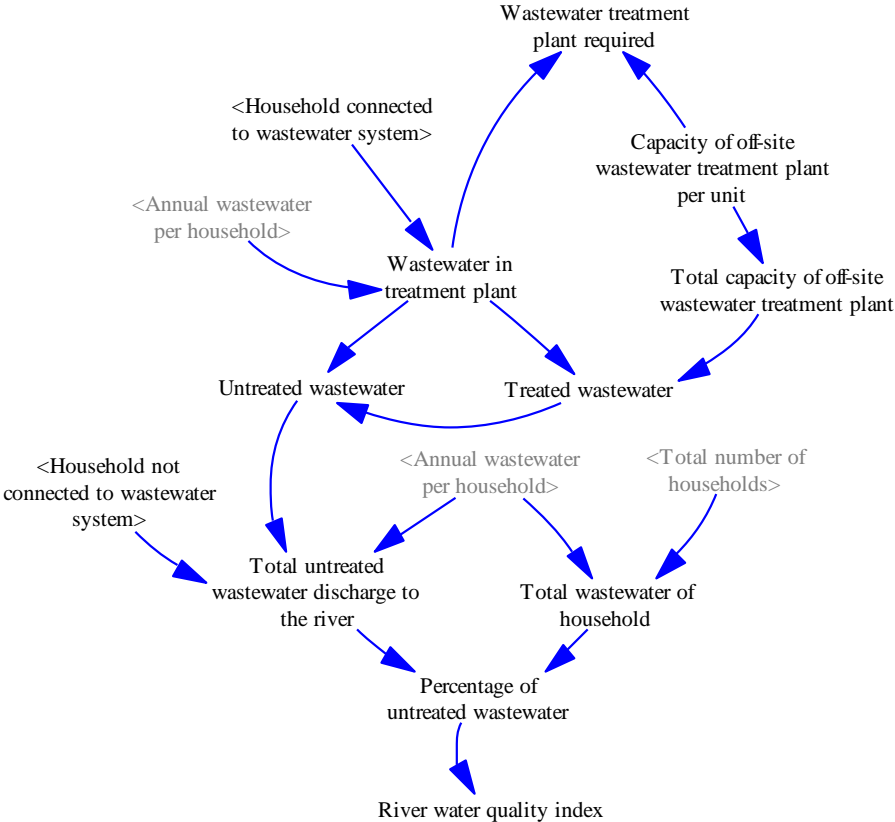 Wastewater treatment
plant required
<Household connected
to wastewater system>
Capacity of off-site
wastewater treatment plant
per unit
<Annual wastewater
per household>
Wastewater in
treatment plant
Total capacity of off-site
wastewater treatment plant
Untreated wastewater
Treated wastewater
<Household not
connected to wastewater
system>
<Annual wastewater
per household>
<Total number of
households>
Total untreated
wastewater discharge to
the river
Total wastewater of
household
Percentage of
untreated wastewater
River water quality index